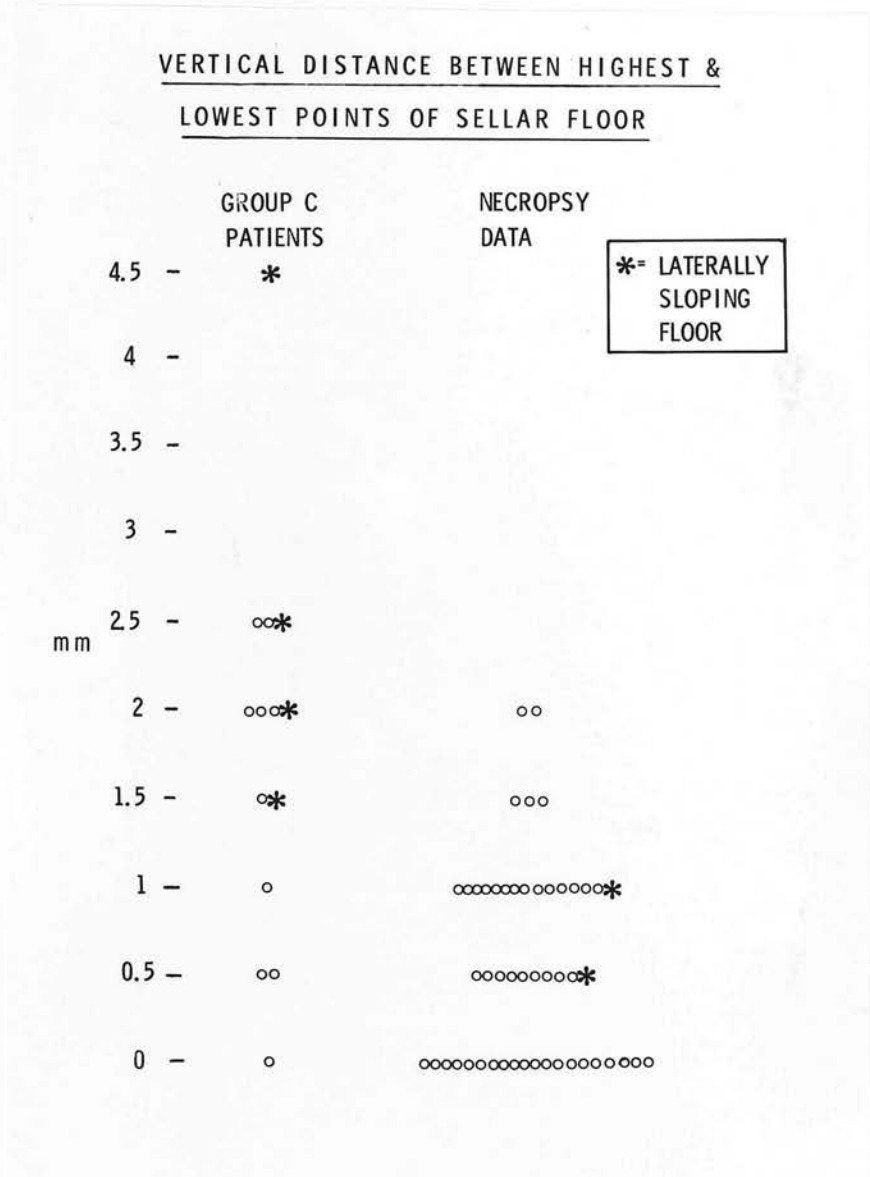 VERTICAL DISTANCE BETWEEN HIGHEST &
LOWEST POINTS OF SELLAR FLOOR
GROUP C
PATIENTS
NECROPSY
DATA
*= LATERALLY
SLOPING
FLOOR
4.5 -
4 -
3.5 -
3 -
2.5 -
mm
2 -
1.5 -
1 -
0.5 -
0 -